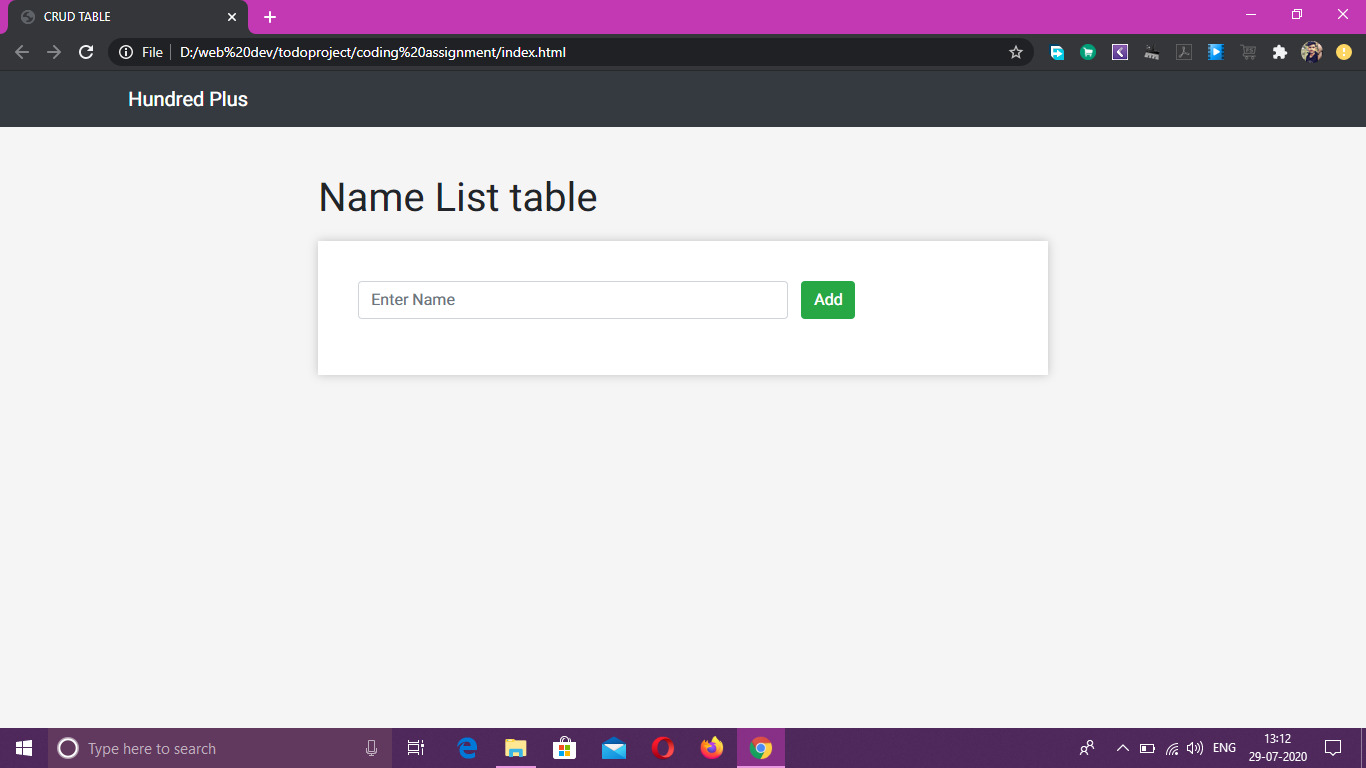 CRUD TABLE
File D:/web%20dev/todoproject/coding%20assignment/index.html
Hundred Plus
Name List table
Enter Name Add
Type here to search
ENG
13:12
29-07-2020